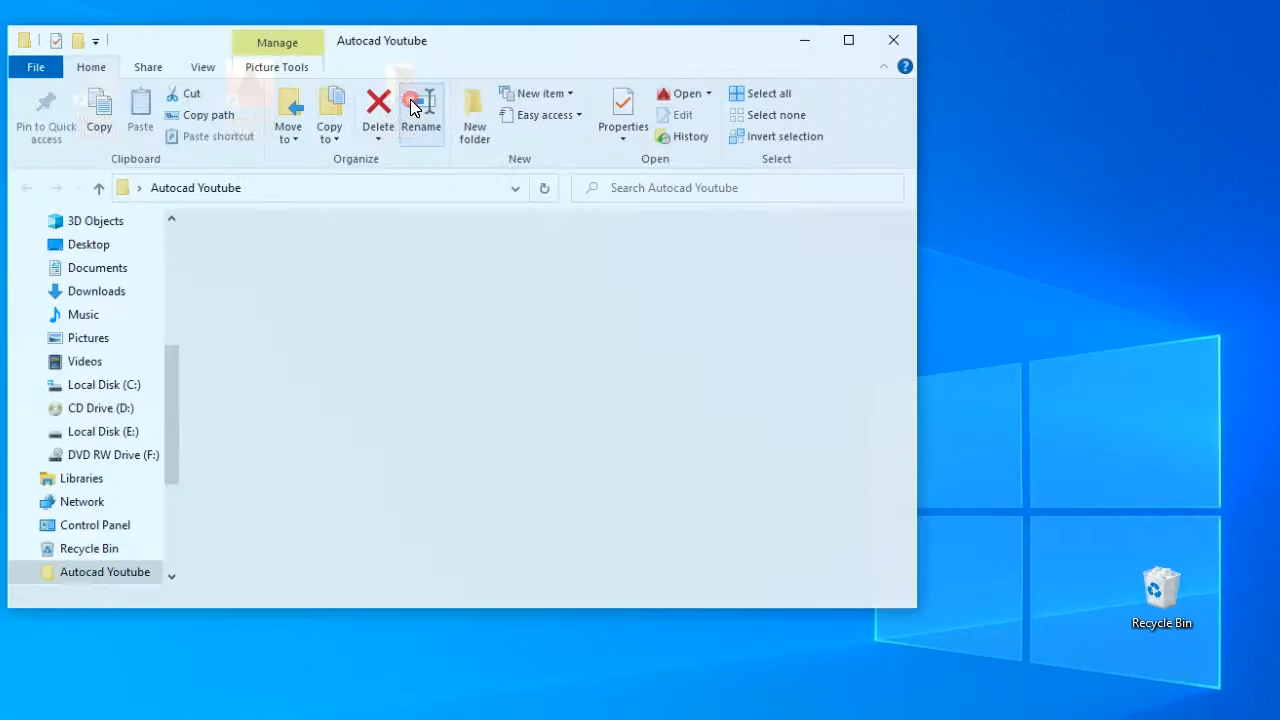 Manage
Autocad Youtube
File
Home
Share
View
Picture Tools
Pin to Quick access
Copy
Paste
Cut
Copy path
Paste shortcut
Clipboard
Move to
Copy to
Delete
Rename
Organize
New folder
New item
Easy access
New
Properties
Open
Edit
History
Open
Select all
Select none
Invert selection
Select
Autocad Youtube
Search Autocad Youtube
3D Objects
Desktop
Documents
Downloads
Music
Pictures
Videos
Local Disk (C:)
CD Drive (D:)
Local Disk (E:)
DVD RW Drive (F:)
Libraries
Network
Control Panel
Recycle Bin
Autocad Youtube
Recycle Bin